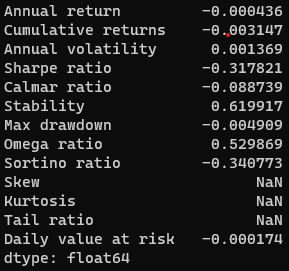 Annual return -0.000436
Cumulative returns -0.003147
Annual volatility 0.001369
Sharpe ratio -0.317821
Calmar ratio -0.088739
Stability 0.619917
Max drawdown -0.004909
Omega ratio 0.529869
Sortino ratio -0.340773
Skew NaN
Kurtosis NaN
Tail ratio NaN
Daily value at risk -0.000174
dtype: float64